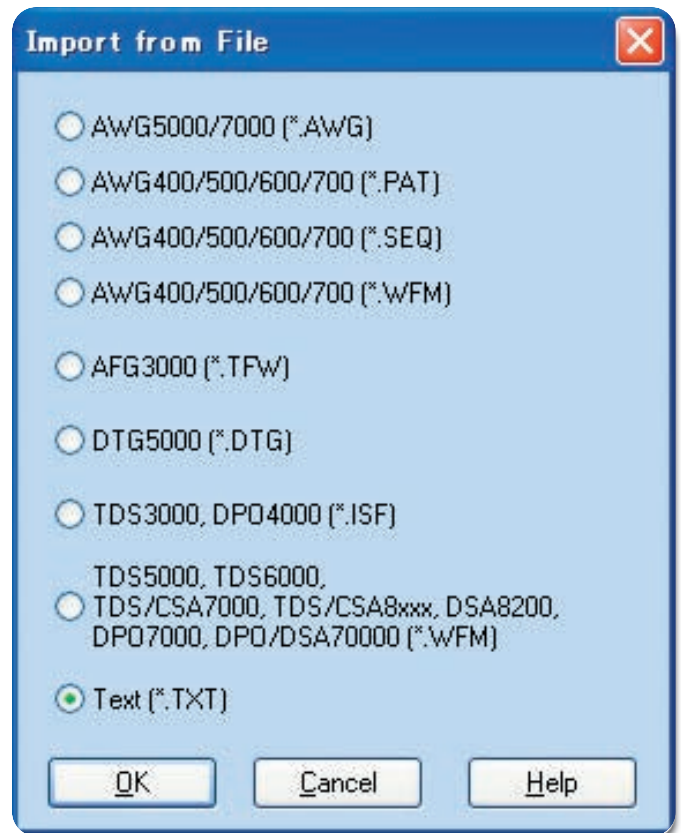 Import from File
AWG5000/7000 (*.AWG)
AWG400/500/600/700 (*.PAT)
AWG400/500/600/700 (*.SEQ)
AWG400/500/600/700 (*.WFM)
AFG3000 (*.TFW)
DTG5000 (*.DTG)
TDS3000, DPO4000 (*.ISF)
TDS5000, TDS6000,
TDS/CSA7000, TDS/CSA8xxx, DSA8200,
DPO7000, DPO/DSA70000 (*.WFM)
Text (*.TXT)
OK Cancel Help